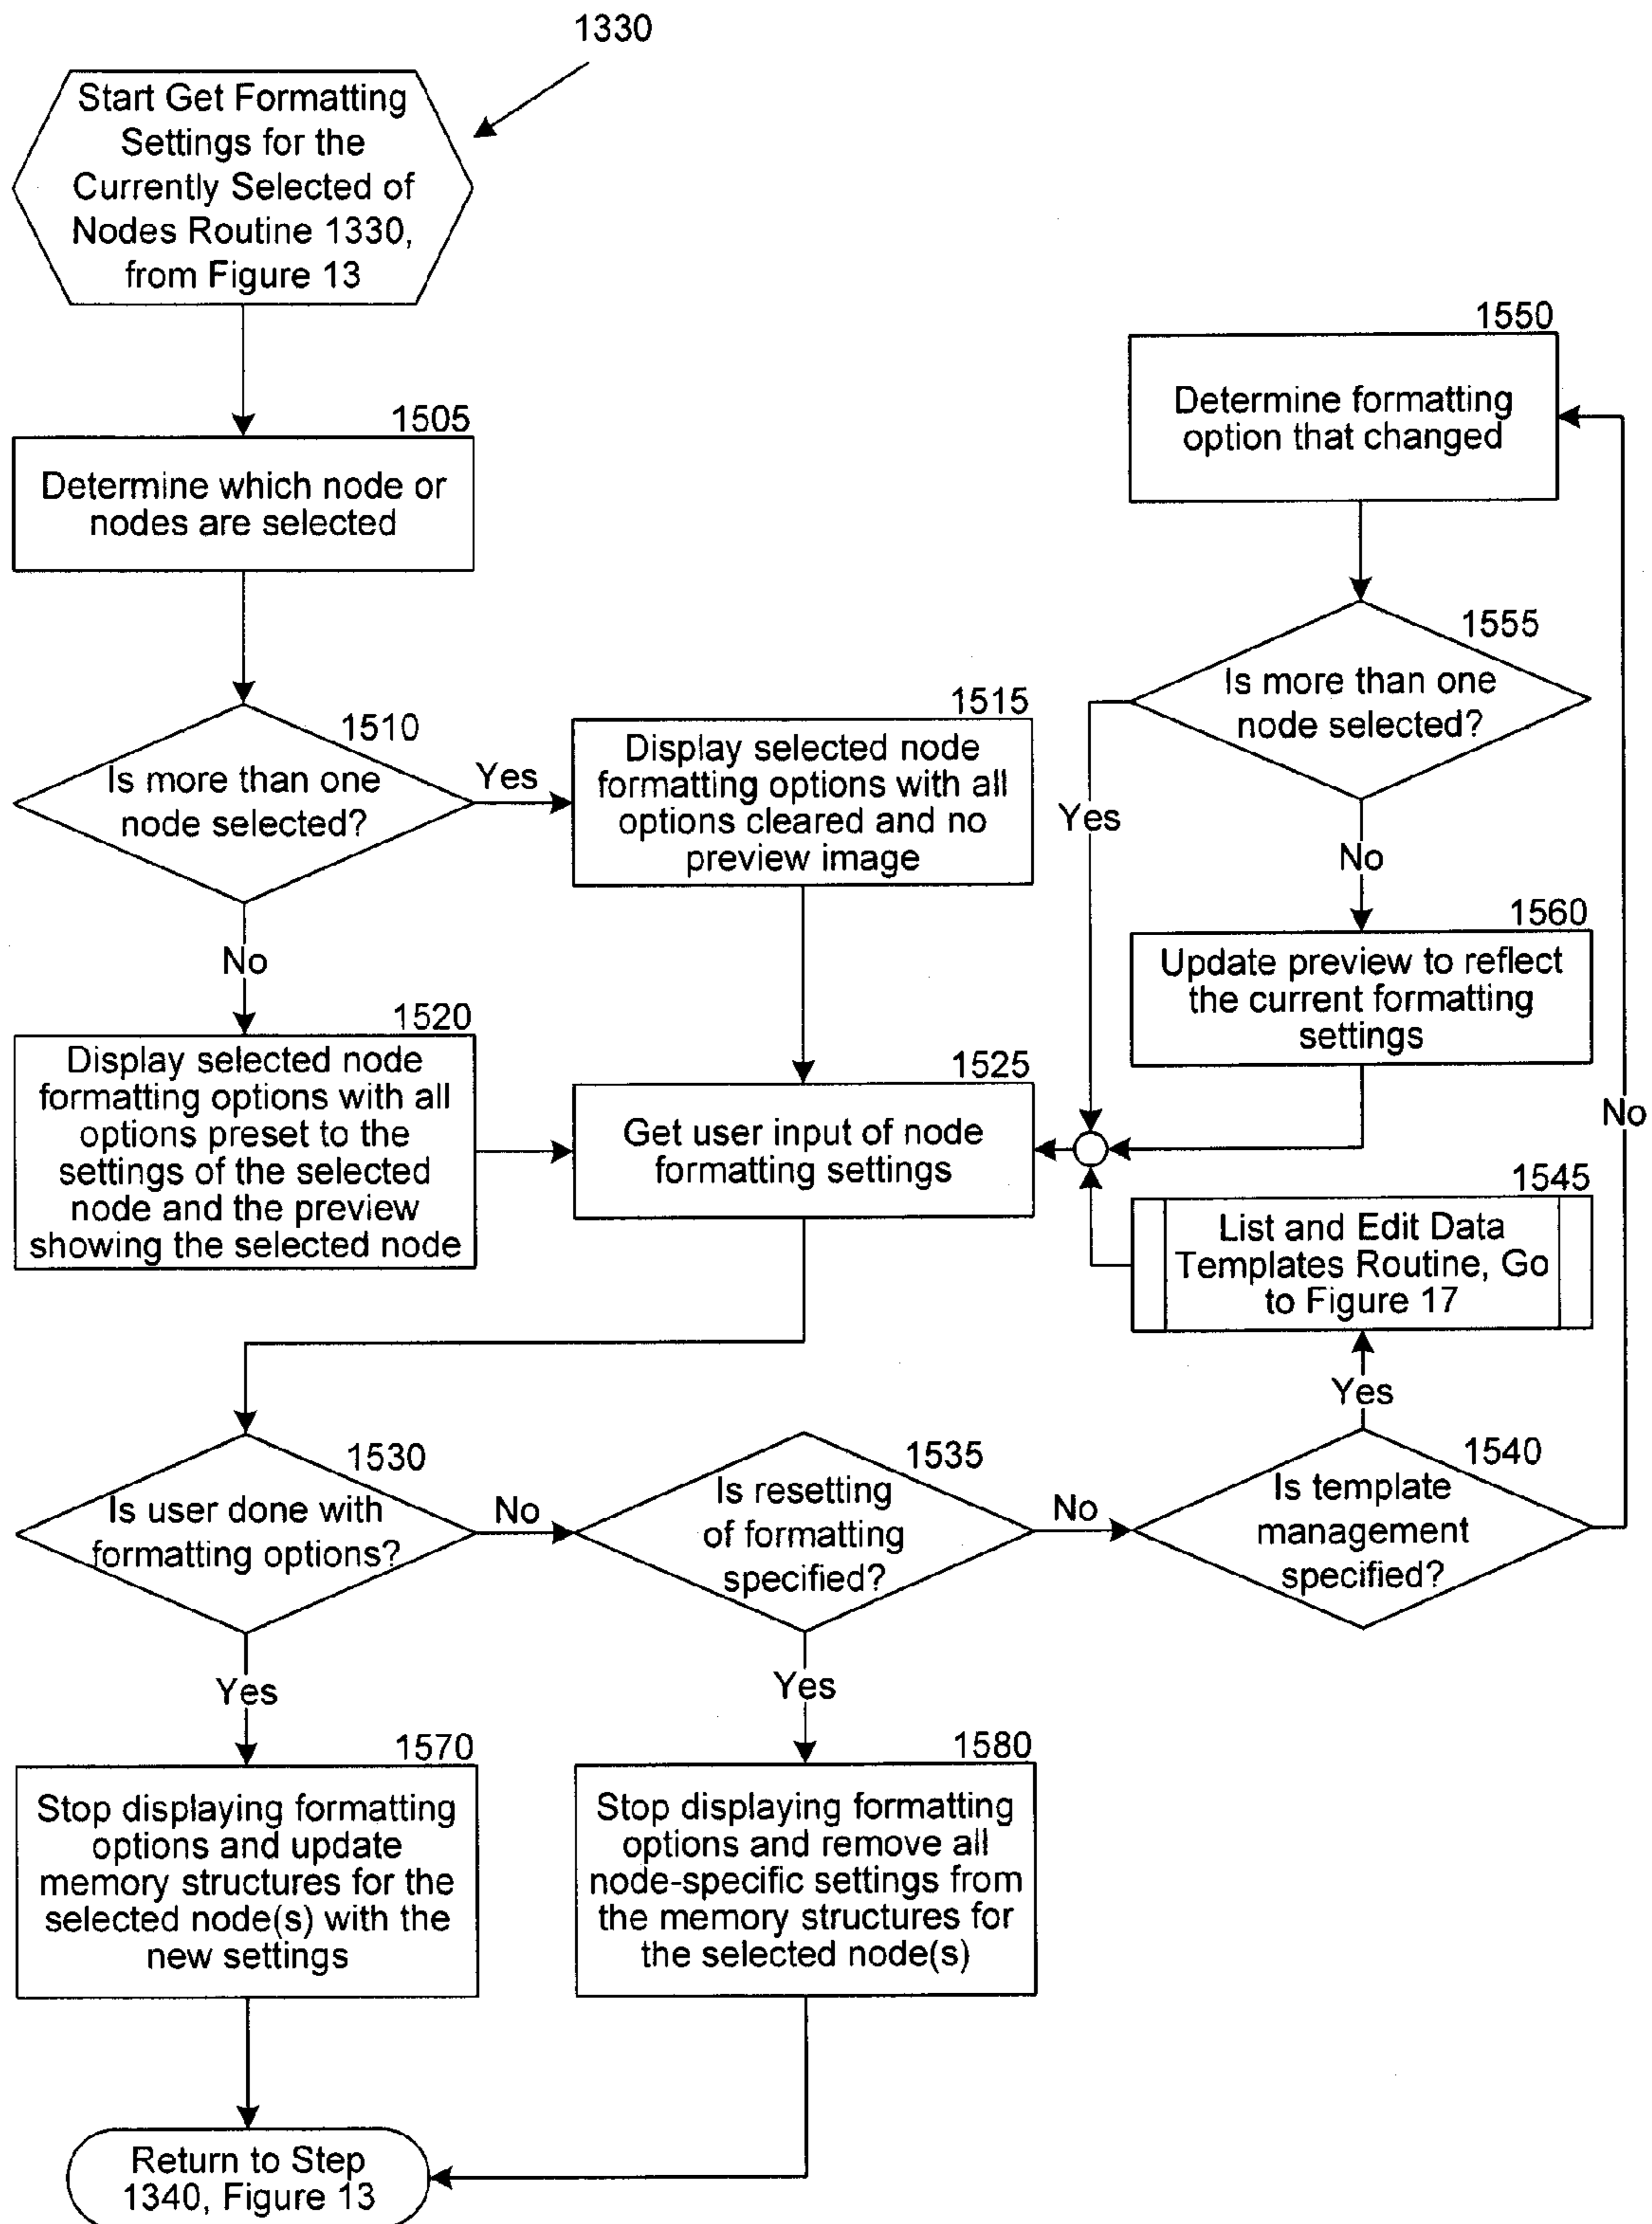 1330
Start Get Formatting
Settings for the
Currently Selected of
Nodes Routine 1330,
from Figure 13
1505
Determine which node or
nodes are selected
1510
Is more than one
node selected?
Yes
No
1515
Display selected node
formatting options with all
options cleared and no
preview image
1520
Display selected node
formatting options with all
options preset to the
settings of the selected
node and the preview
showing the selected node
1525
Get user input of node
formatting settings
1550
Determine formatting
option that changed
1555
Is more than one
node selected?
Yes
No
1560
Update preview to reflect
the current formatting
settings
No
1545
List and Edit Data
Templates Routine, Go
to Figure 17
Yes
1530
Is user done with
formatting options?
No
1535
Is resetting
of formatting
specified?
No
1540
Is template
management
specified?
Yes
Yes
1570
Stop displaying formatting
options and update
memory structures for the
selected node(s) with the
new settings
1580
Stop displaying formatting
options and remove all
node-specific settings from
the memory structures for
the selected node(s)
Return to Step
1340, Figure 13